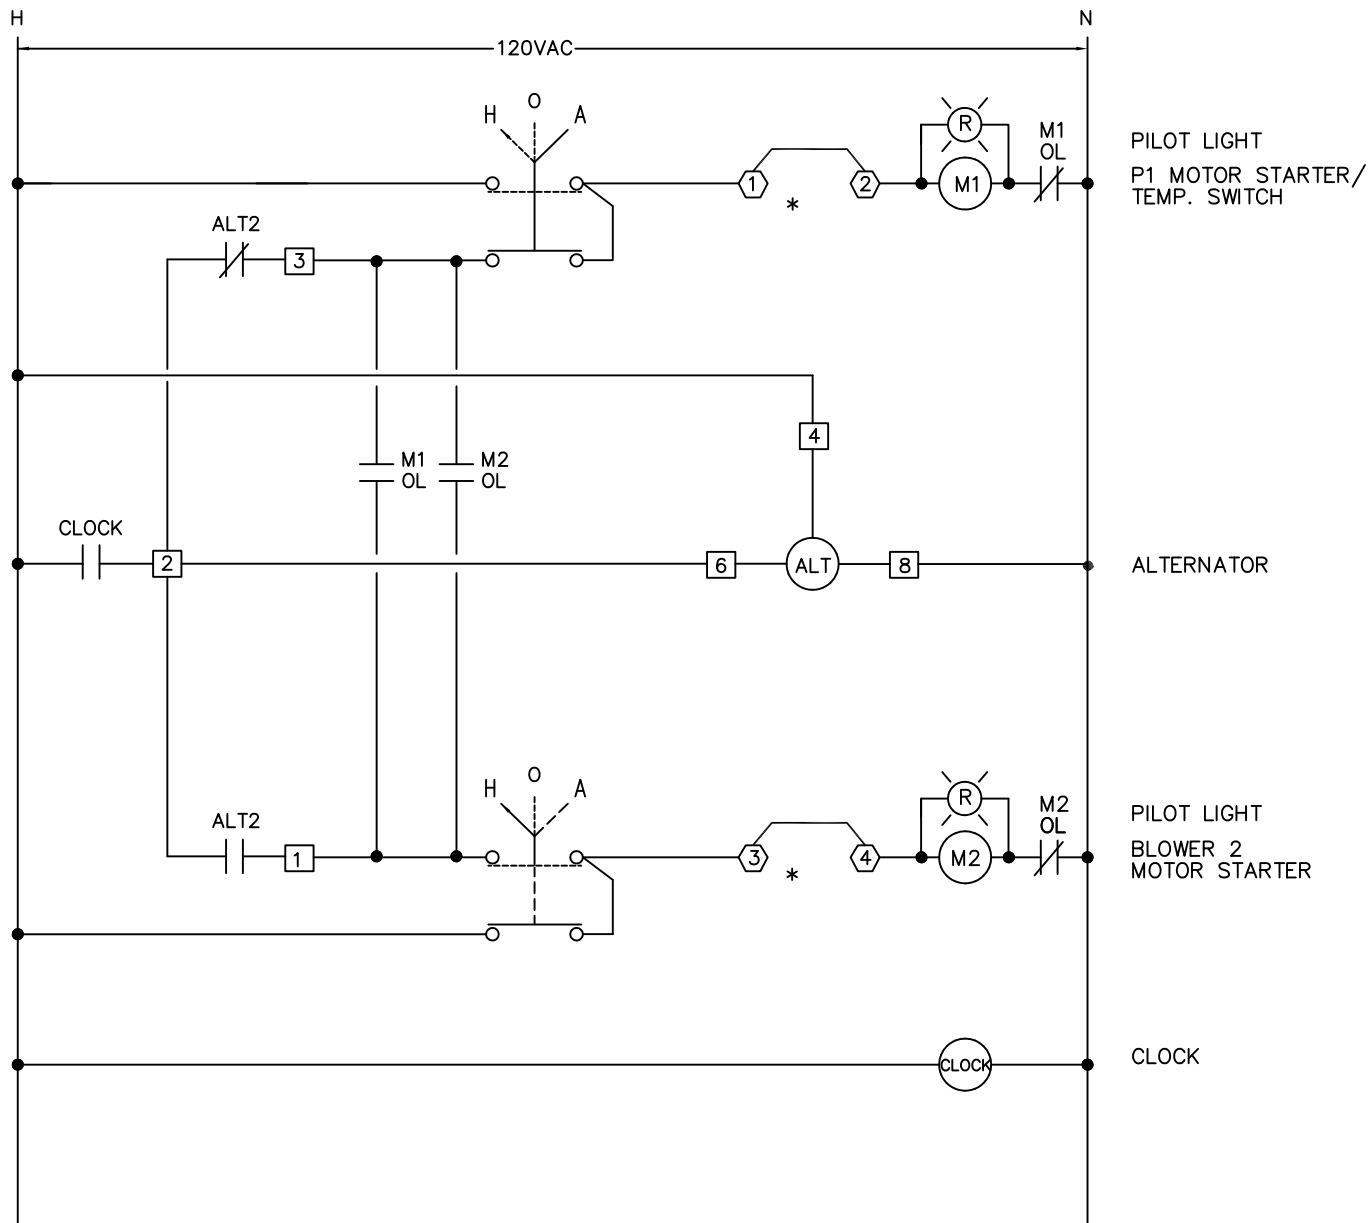 H N
120VAC
H O A
R
M1
OL
PILOT LIGHT
1 2 M1
*
P1 MOTOR STARTER/
TEMP. SWITCH
ALT2
3
4
M1
OL
M2
OL
CLOCK
2 6 ALT 8 ALTERNATOR
H O A
R
M2
OL
PILOT LIGHT
ALT2
1 3 4 M2
*
BLOWER 2
MOTOR STARTER
CLOCK CLOCK